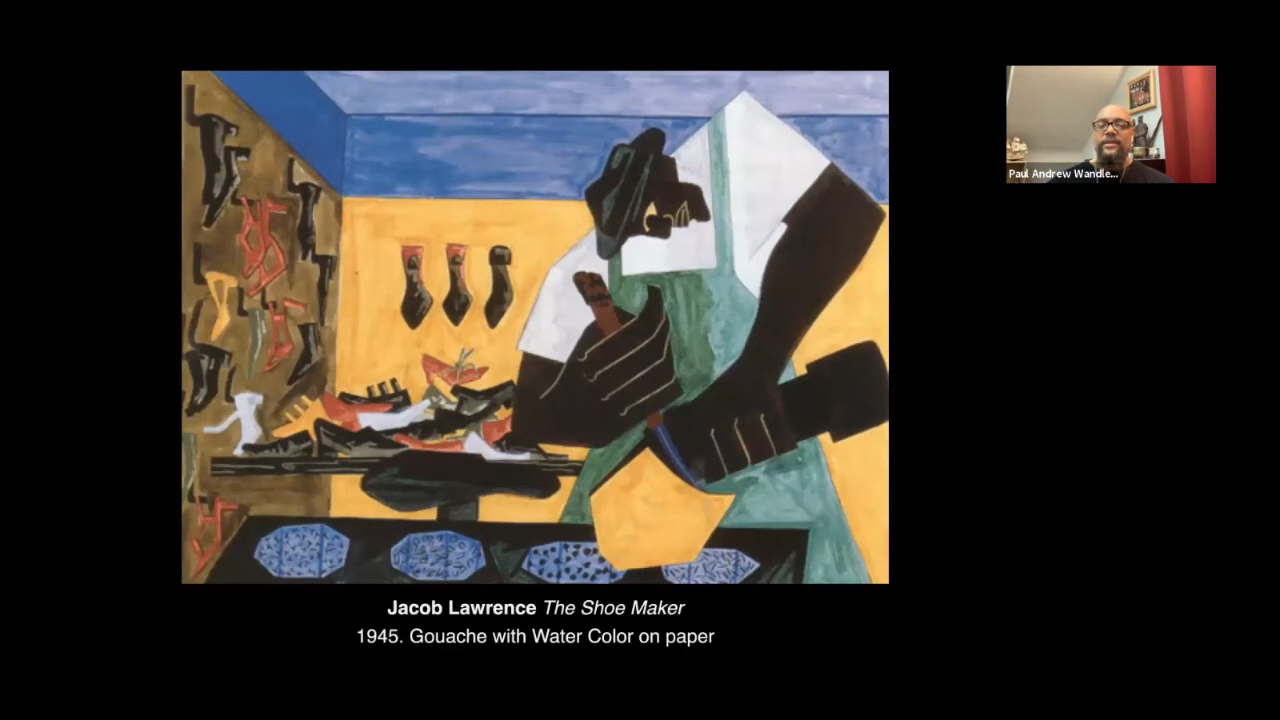 Paul Andrew Wandle...
Jacob Lawrence The Shoe Maker
1945. Gouache with Water Color on paper